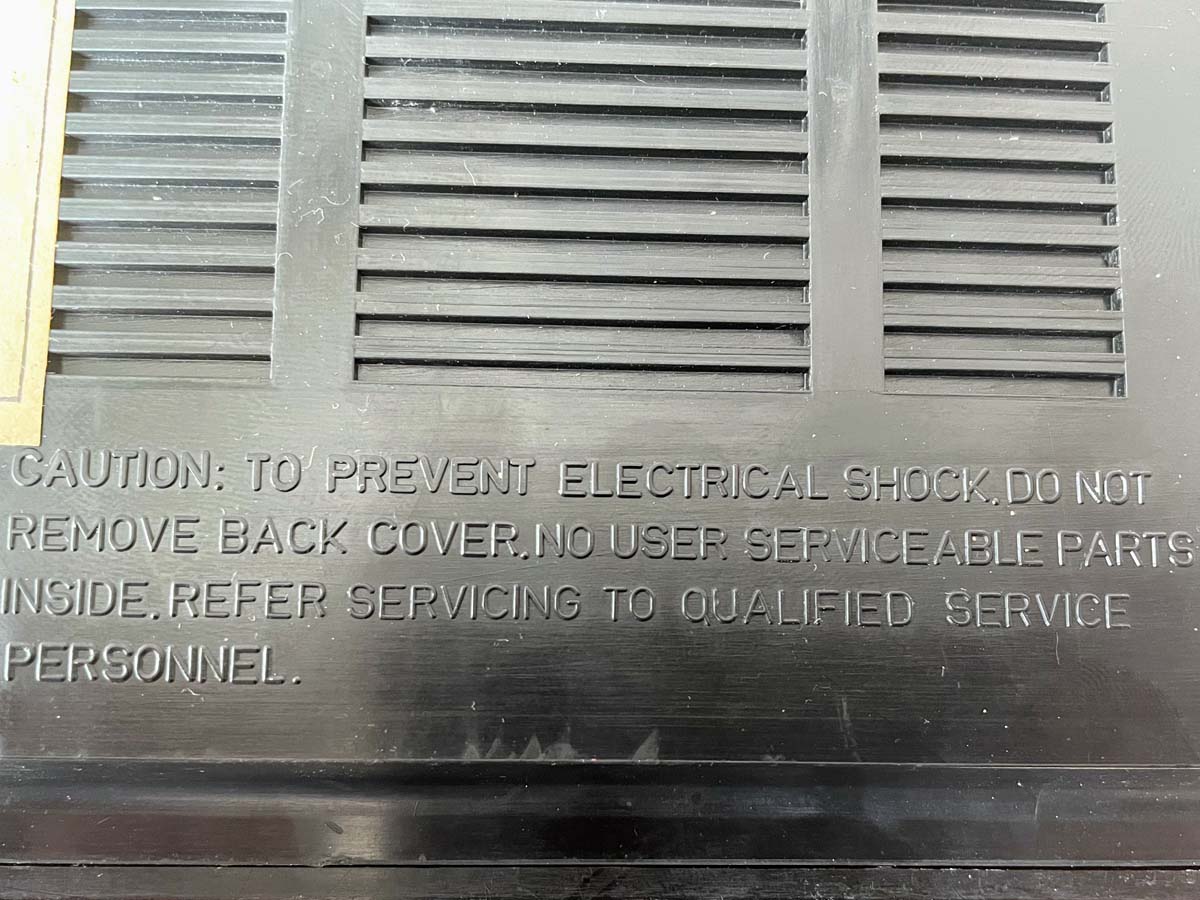 CAUTION: TO PREVENT ELECTRICAL SHOCK, DO NOT
REMOVE BACK COVER. NO USER SERVICEABLE PARTS
INSIDE. REFER SERVICING TO QUALIFIED SERVICE
PERSONNEL.